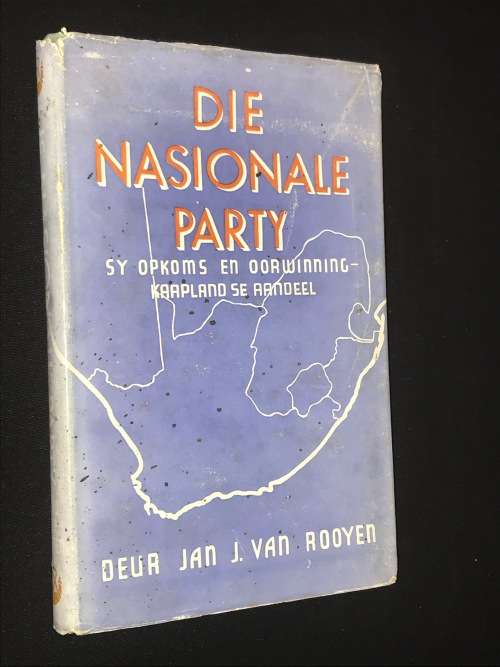 DIE
NASIONALE
PARTY
SY OPKOMS EN OORWINNING-
KAAPLAND SE AANDEEL
DEUR JAN J. VAN ROOYEN